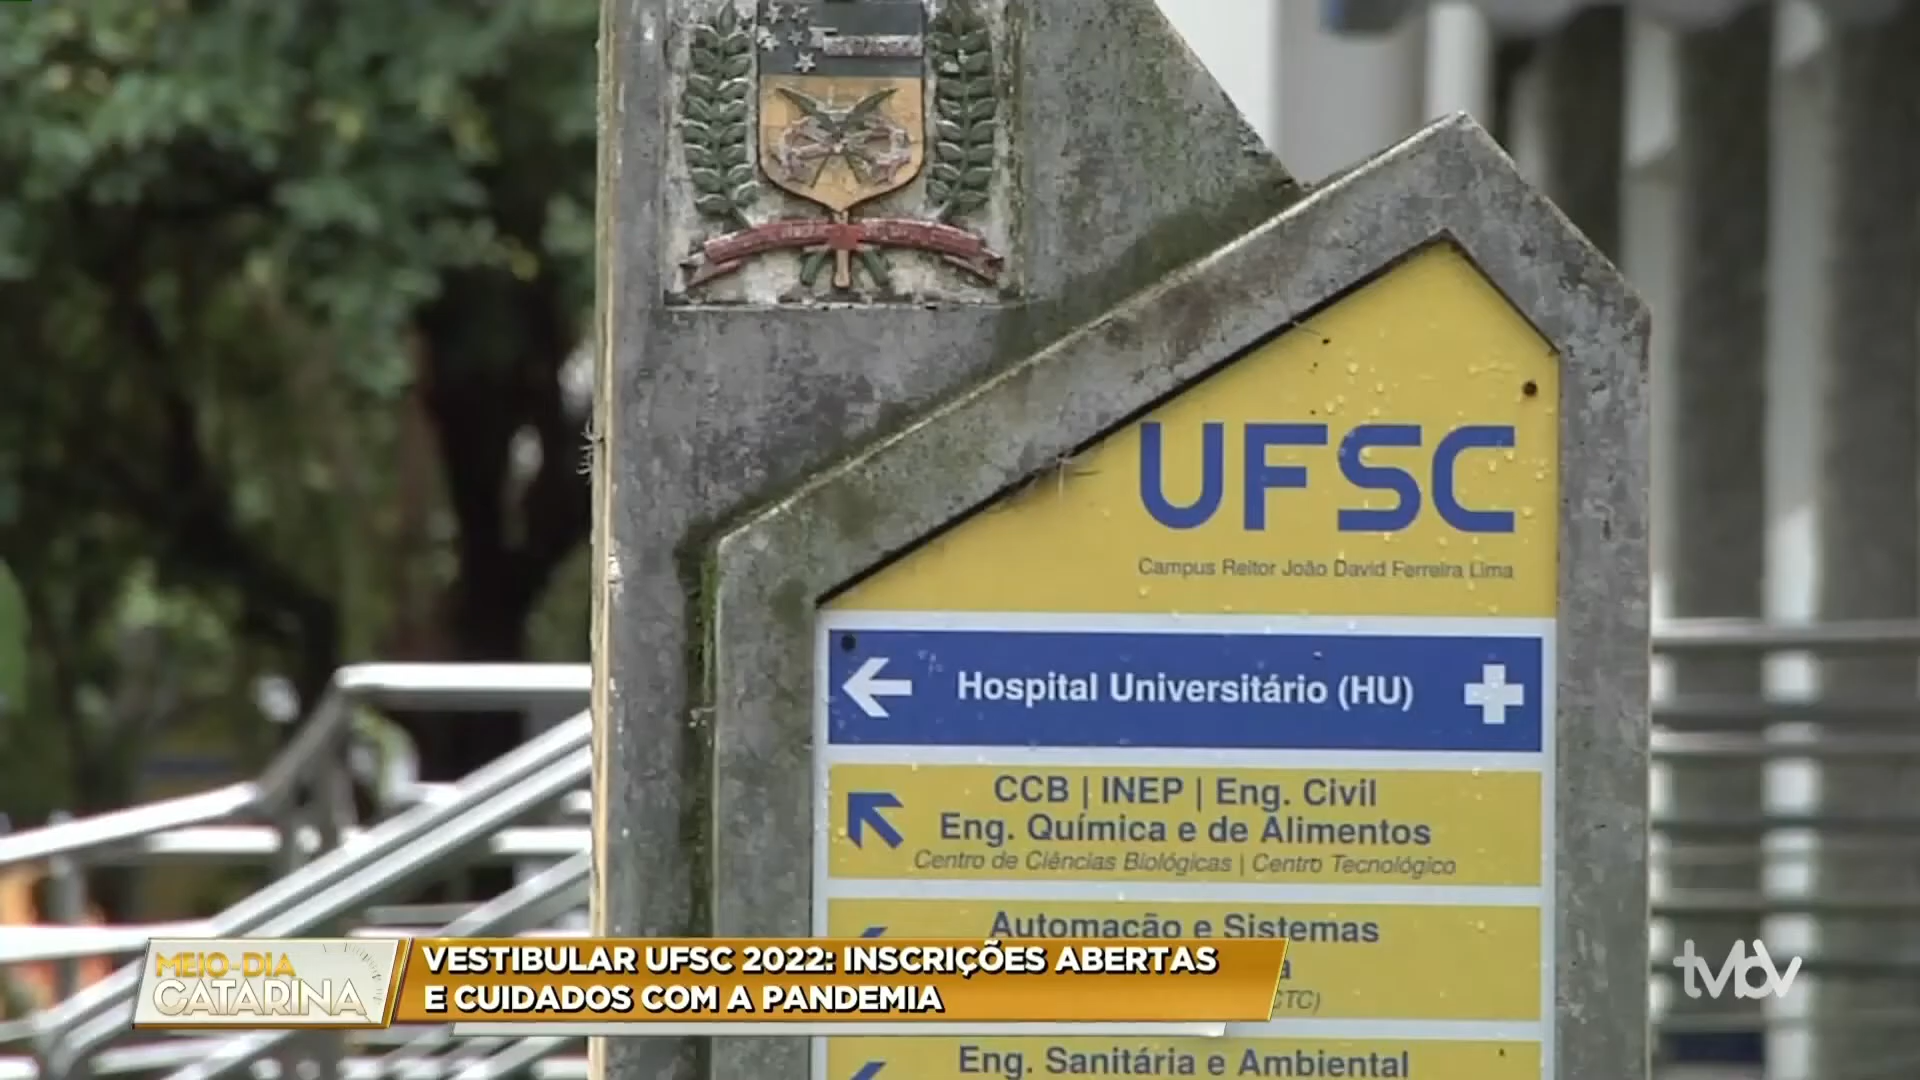 UFSC
Campus Reitor João David Ferreira Lima
Hospital Universitário (HU)
CCB | INEP | Eng. Civil
Eng. Química e de Alimentos
Centro de Ciências Biológicas | Centro Tecnológico
Automação e Sistemas
CTC)
Eng. Sanitária e Ambiental
MEIO-DIA
CATARINA
VESTIBULAR UFSC 2022: INSCRIÇÕES ABERTAS
E CUIDADOS COM A PANDEMIA
tvbv